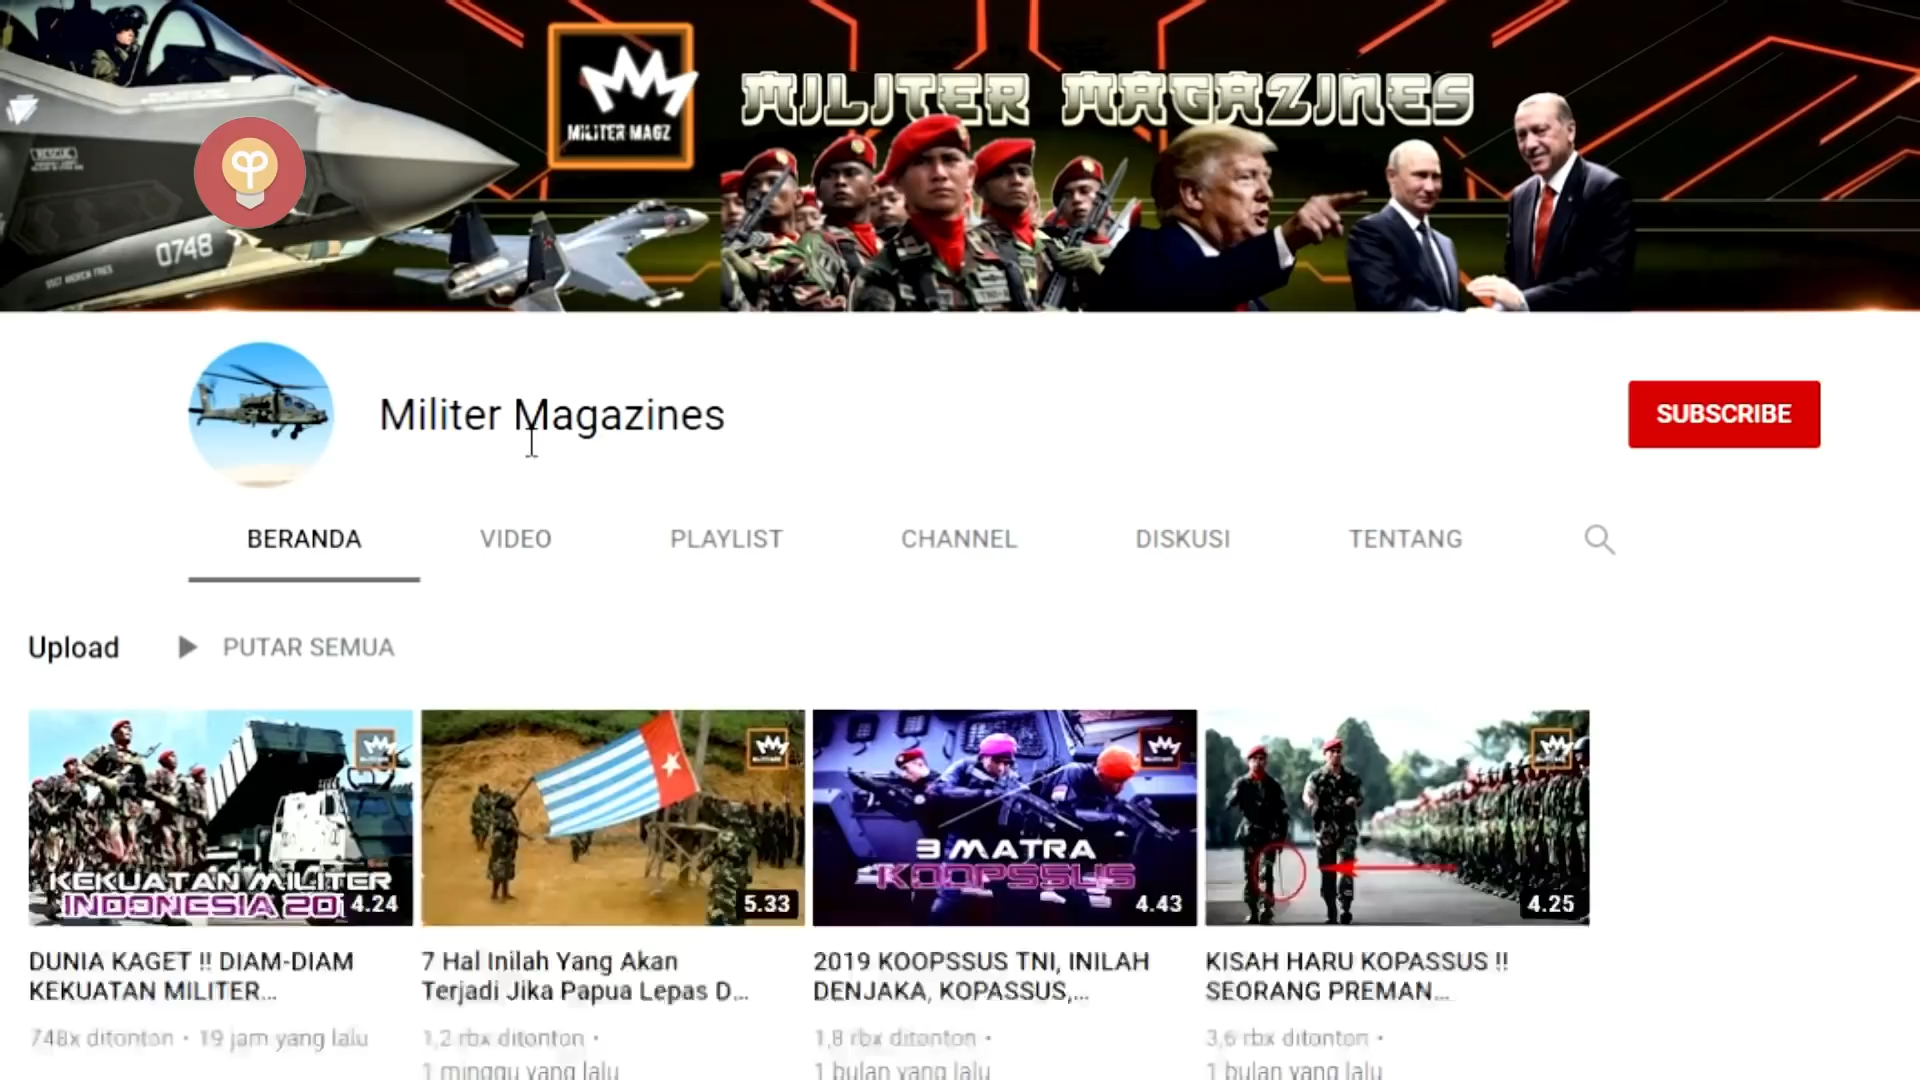 MILITER MAGAZINES
MILITER MAGZ
RESCUE
0748
Militer Magazines
SUBSCRIBE
BERANDA
VIDEO
PLAYLIST
CHANNEL
DISKUSI
TENTANG
Upload
PUTAR SEMUA
KEKUATAN MILITER
INDONESIA 20
4.24
5.33
3 MATRA
KOOPSSUS
4.43
4.25
DUNIA KAGET !! DIAM-DIAM
KEKUATAN MILITER...
748x ditonton • 19 jam yang lalu
7 Hal Inilah Yang Akan
Terjadi Jika Papua Lepas D...
1,2 rbx ditonton •
1 minggu yang lalu
2019 KOOPSSUS TNI, INILAH
DENJAKA, KOPASSUS,...
1,8 rbx ditonton •
1 bulan yang lalu
KISAH HARU KOPASSUS !!
SEORANG PREMAN...
3,6 rbx ditonton •
1 bulan yang lalu